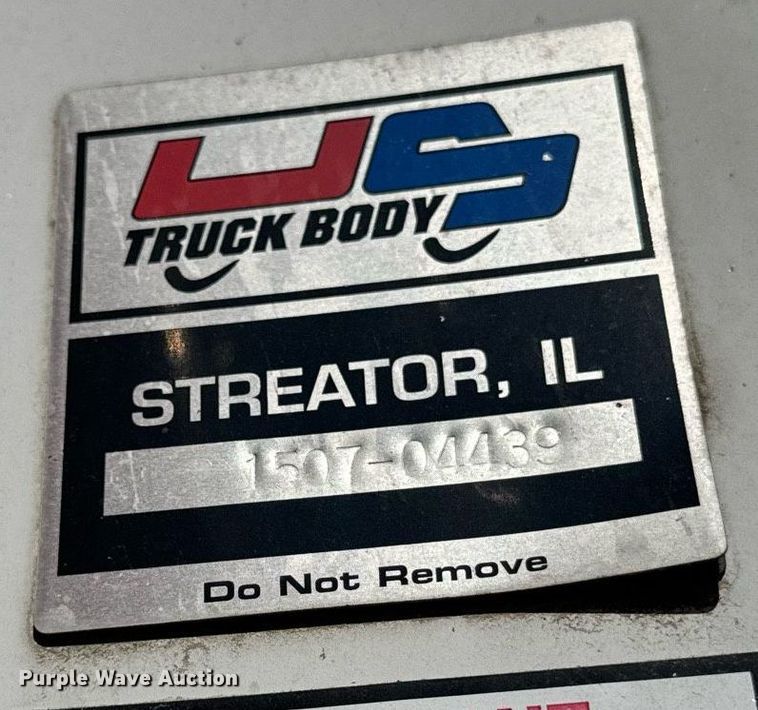 US
TRUCK BODY
STREATOR, IL
1507-04439
Do Not Remove
Purple Wave Auction